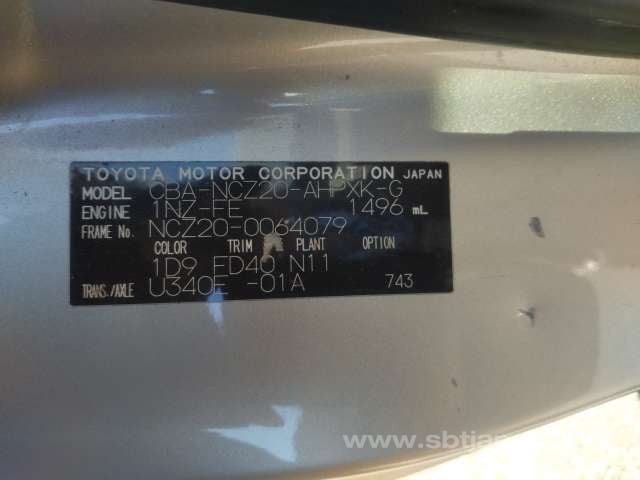 TOYOTA MOTOR CORPORATION JAPAN
MODEL CBA-NCZ20-AHPXK-G
ENGINE 1NZ-FE 1496 mL
FRAME No. NCZ20-0064079
COLOR TRIM PLANT OPTION
1D9 FD40 N11
TRANS./AXLE U340E -01A 743